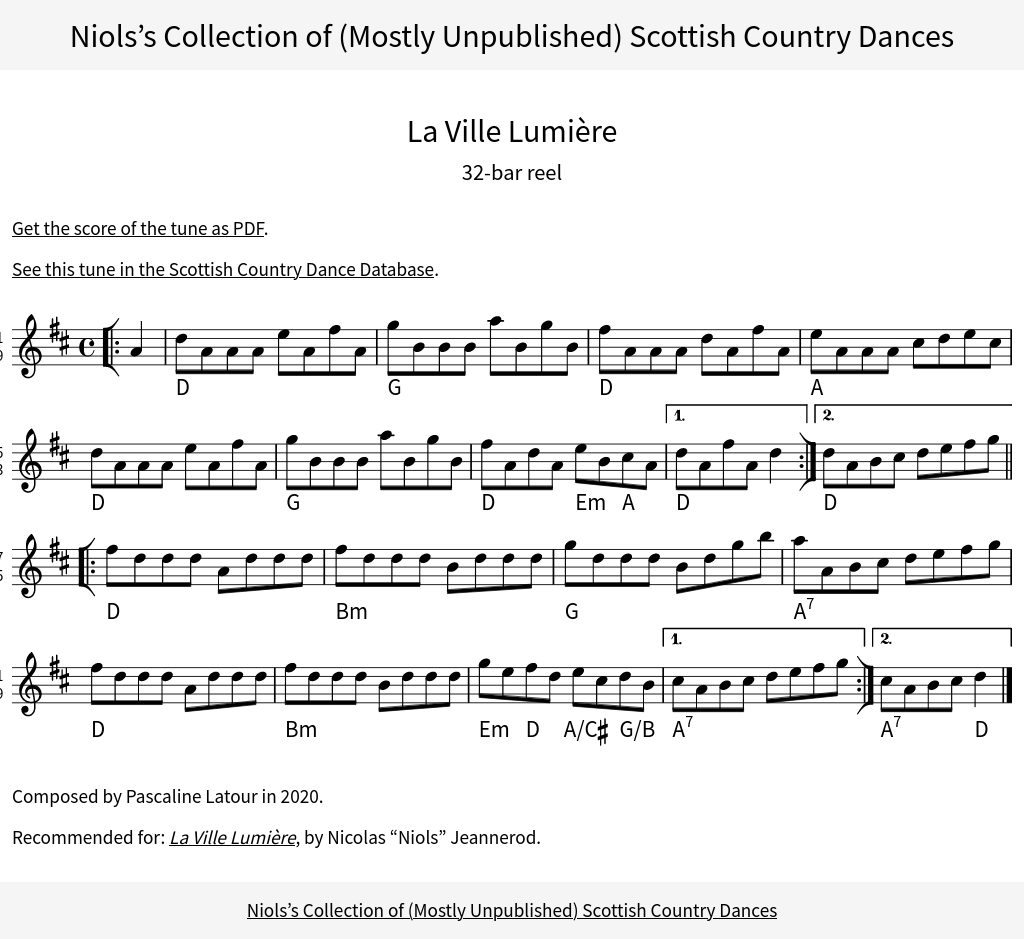 Niols’s Collection of (Mostly Unpublished) Scottish Country Dances
La Ville Lumière
32-bar reel
Get the score of the tune as PDF.
See this tune in the Scottish Country Dance Database.
D G D A
1. 2.
D G D Em A D D
D Bm G A7
1. 2.
D Bm Em D A/C♯ G/B A7 A7 D
Composed by Pascaline Latour in 2020.
Recommended for: La Ville Lumière, by Nicolas “Niols” Jeannerod.
Niols’s Collection of (Mostly Unpublished) Scottish Country Dances